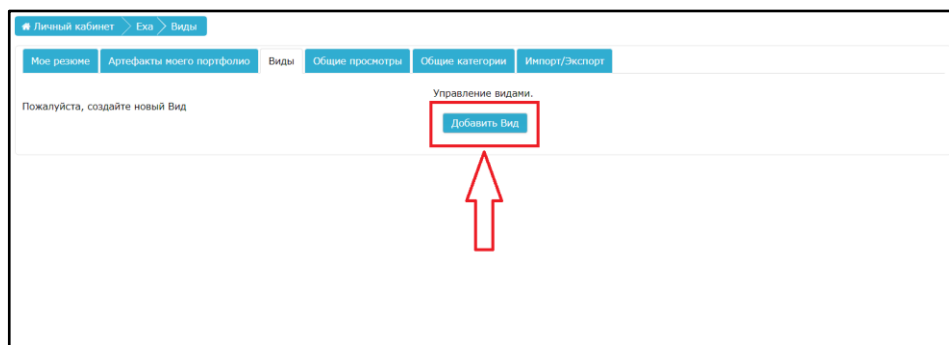 Личный кабинет Exa Виды
Мое резюме Артефакты моего портфолио Виды Общие просмотры Общие категории Импорт/Экспорт
Управление видами.
Пожалуйста, создайте новый Вид
Добавить Вид